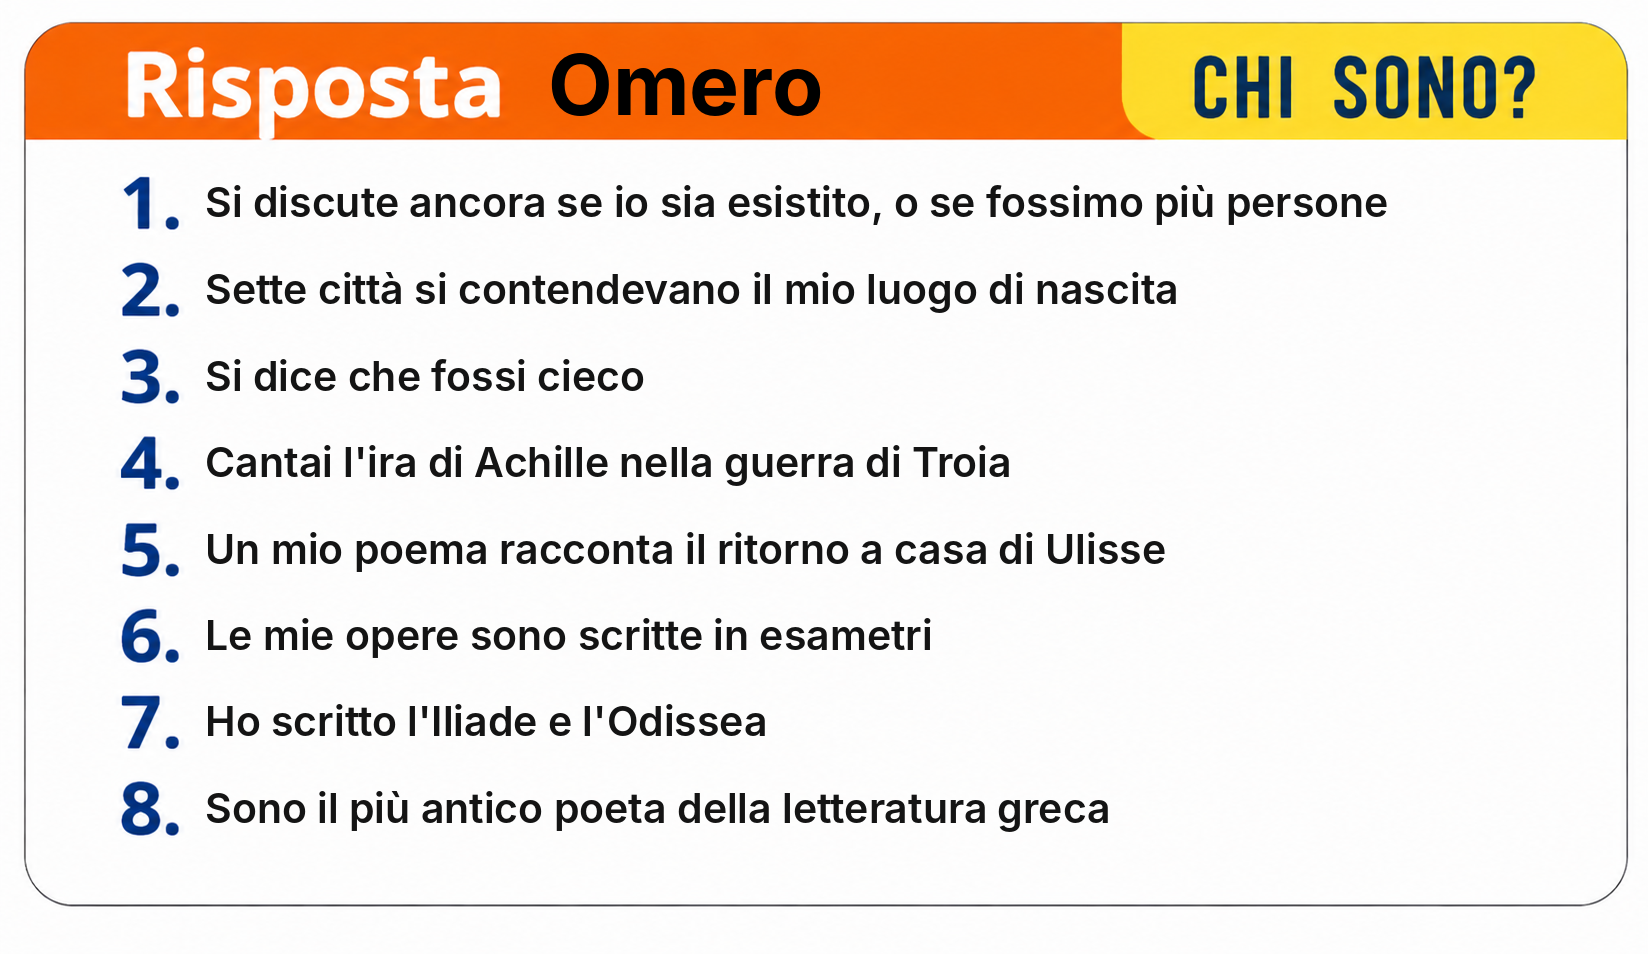 Risposta Omero CHI SONO?
1. Si discute ancora se io sia esistito, o se fossimo più persone
2. Sette città si contendevano il mio luogo di nascita
3. Si dice che fossi cieco
4. Cantai l'ira di Achille nella guerra di Troia
5. Un mio poema racconta il ritorno a casa di Ulisse
6. Le mie opere sono scritte in esametri
7. Ho scritto l'Iliade e l'Odissea
8. Sono il più antico poeta della letteratura greca